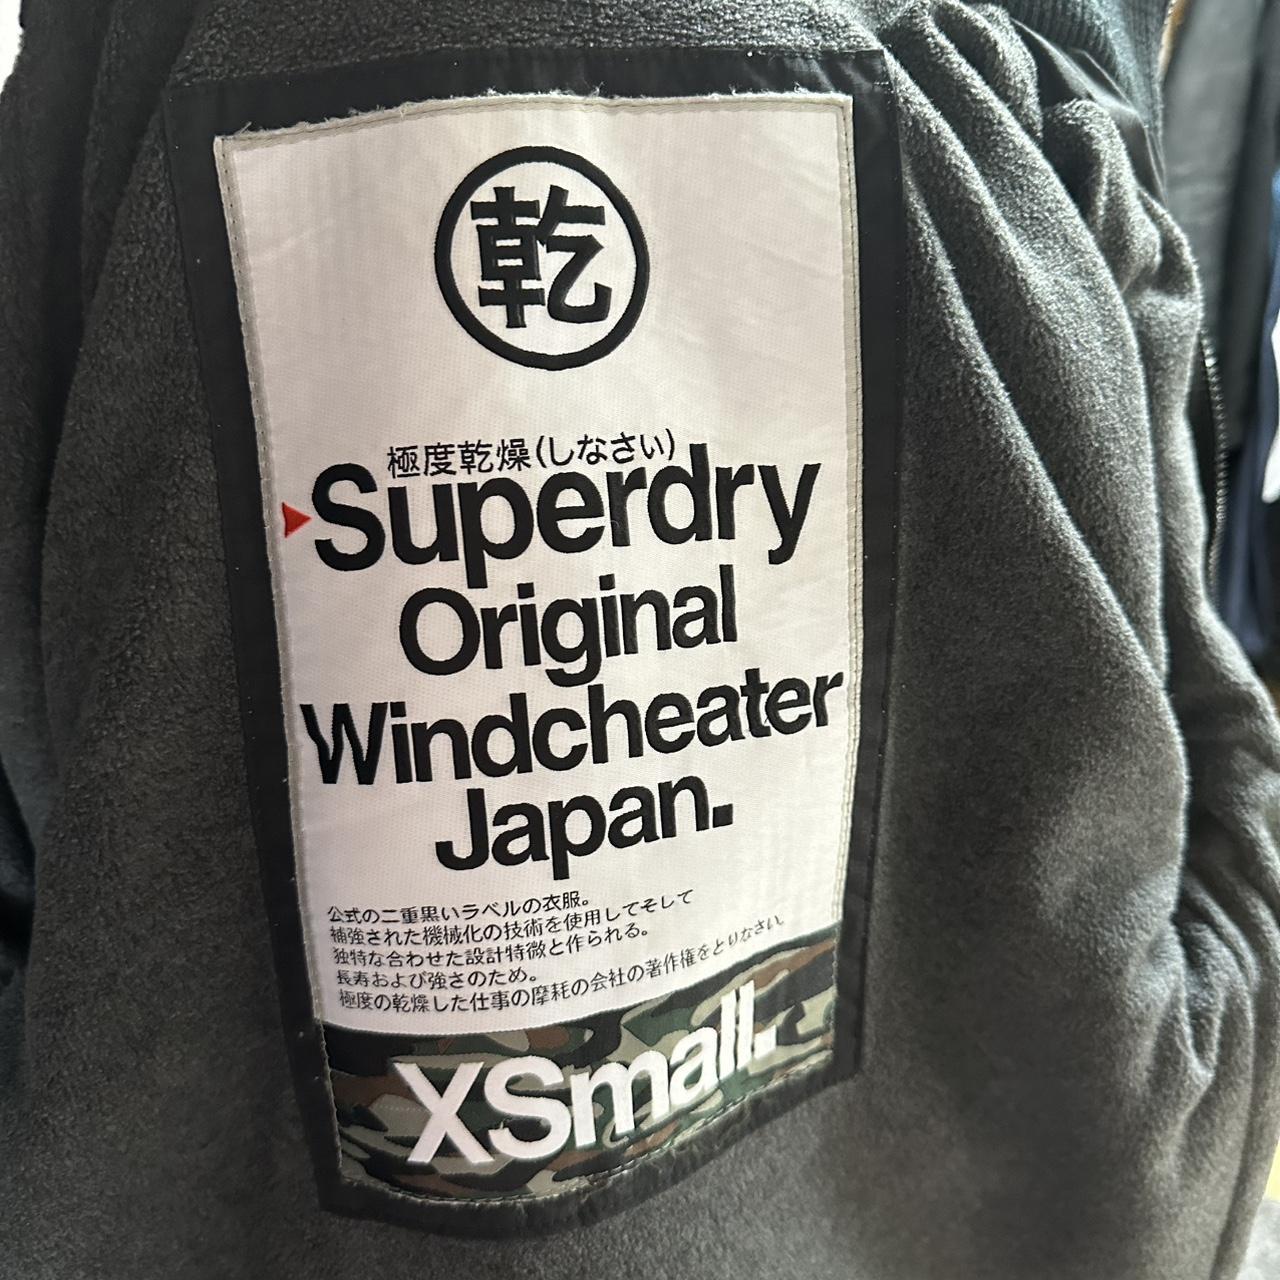 乾
極度乾燥(しなさい)
Superdry
Original
Windcheater
Japan.
公式の二重黒いラベルの衣服。
補強された機械化の技術を使用してそして
独特な合わせた設計特微と作られる。
長寿および強さのため。
極度の乾燥した仕事の摩耗の会社の著作権をとりなさい。
XSmall.